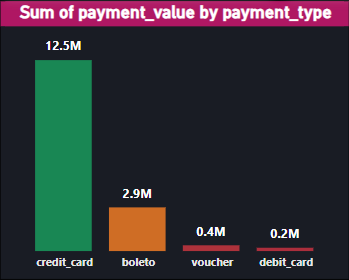 Sum of payment_value by payment_type
12.5M
2.9M
0.4M
0.2M
credit_card boleto voucher debit_card